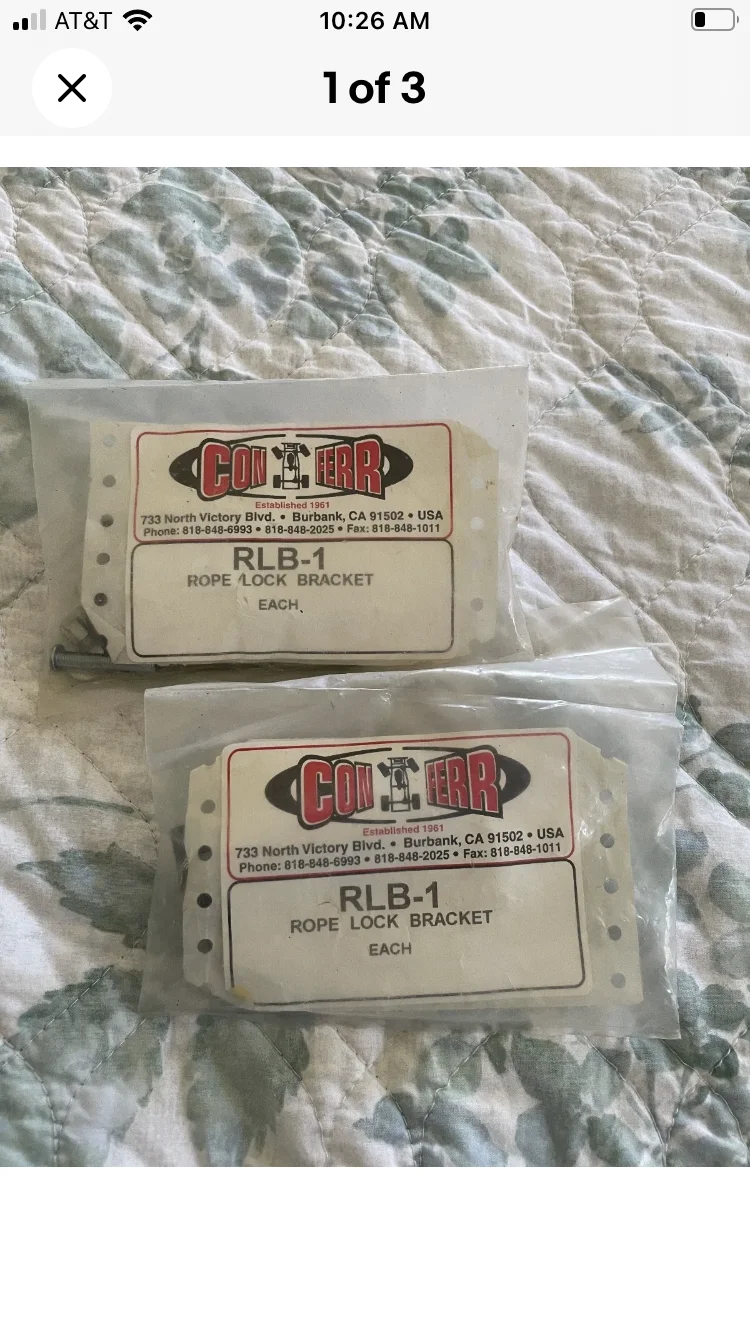 AT&T 10:26 AM
1 of 3
CON FERR
Established 1961
733 North Victory Blvd. • Burbank, CA 91502 • USA
Phone: 818-848-6993 • 818-848-2025 • Fax: 818-848-1011
RLB-1
ROPE LOCK BRACKET
EACH
CON FERR
Established 1961
733 North Victory Blvd. • Burbank, CA 91502 • USA
Phone: 818-848-6993 • 818-848-2025 • Fax: 818-848-1011
RLB-1
ROPE LOCK BRACKET
EACH